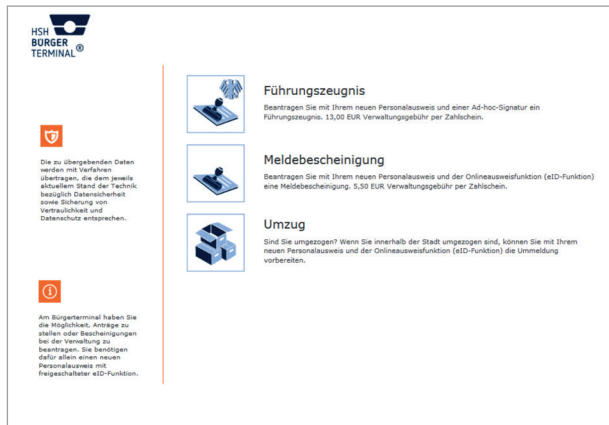 HSH
BÜRGER
TERMINAL®
Führungszeugnis
Beantragen Sie mit Ihrem neuen Personalausweis und einer Ad-hoc-Signatur ein
Führungszeugnis. 13,00 EUR Verwaltungsgebühr per Zahlschein.
Meldebescheinigung
Beantragen Sie mit Ihrem neuen Personalausweis und der Onlineausweisfunktion (eID-Funktion)
eine Meldebescheinigung. 5,50 EUR Verwaltungsgebühr per Zahlschein.
Umzug
Sind Sie umgezogen? Wenn Sie innerhalb der Stadt umgezogen sind, können Sie mit Ihrem
neuen Personalausweis und der Onlineausweisfunktion (eID-Funktion) die Ummeldung
vorbereiten.
Die zu übergebenden Daten
werden mit Verfahren
übertragen, die dem jeweils
aktuellem Stand der Technik
bezüglich Datensicherheit
sowie Sicherung von
Vertraulichkeit und
Datenschutz entsprechen.
Am Bürgerterminal haben Sie
die Möglichkeit, Anträge zu
stellen oder Bescheinigungen
bei der Verwaltung zu
beantragen. Sie benötigen
dafür allein einen neuen
Personalausweis mit
freigeschalteter eID-Funktion.